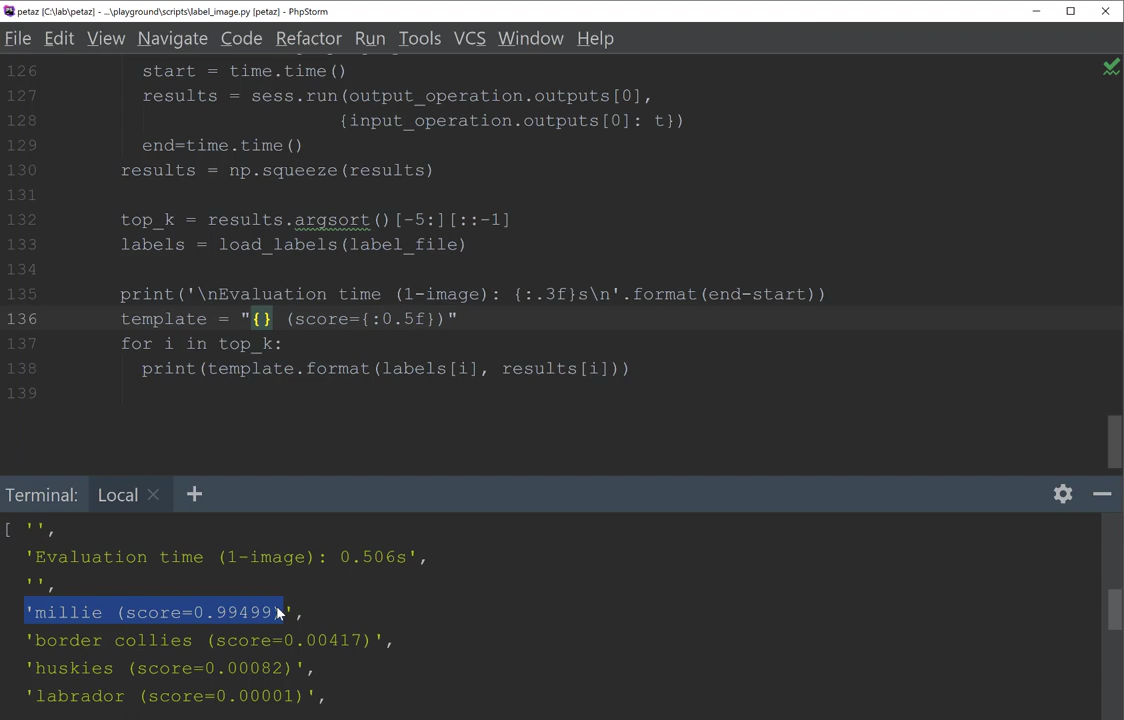 petaz [C:\lab\petaz] - ...\playground\scripts\label_image.py [petaz] - PhpStorm
File Edit View Navigate Code Refactor Run Tools VCS Window Help
126 start = time.time()
127 results = sess.run(output_operation.outputs[0],
128 {input_operation.outputs[0]: t})
129 end=time.time()
130 results = np.squeeze(results)
131
132 top_k = results.argsort()[-5:][::-1]
133 labels = load_labels(label_file)
134
135 print('\nEvaluation time (1-image): {:.3f}s\n'.format(end-start))
136 template = "{} (score={:0.5f})"
137 for i in top_k:
138 print(template.format(labels[i], results[i]))
139
Terminal: Local
[ '',
'Evaluation time (1-image): 0.506s',
'',
'millie (score=0.99499)',
'border collies (score=0.00417)',
'huskies (score=0.00082)',
'labrador (score=0.00001)',